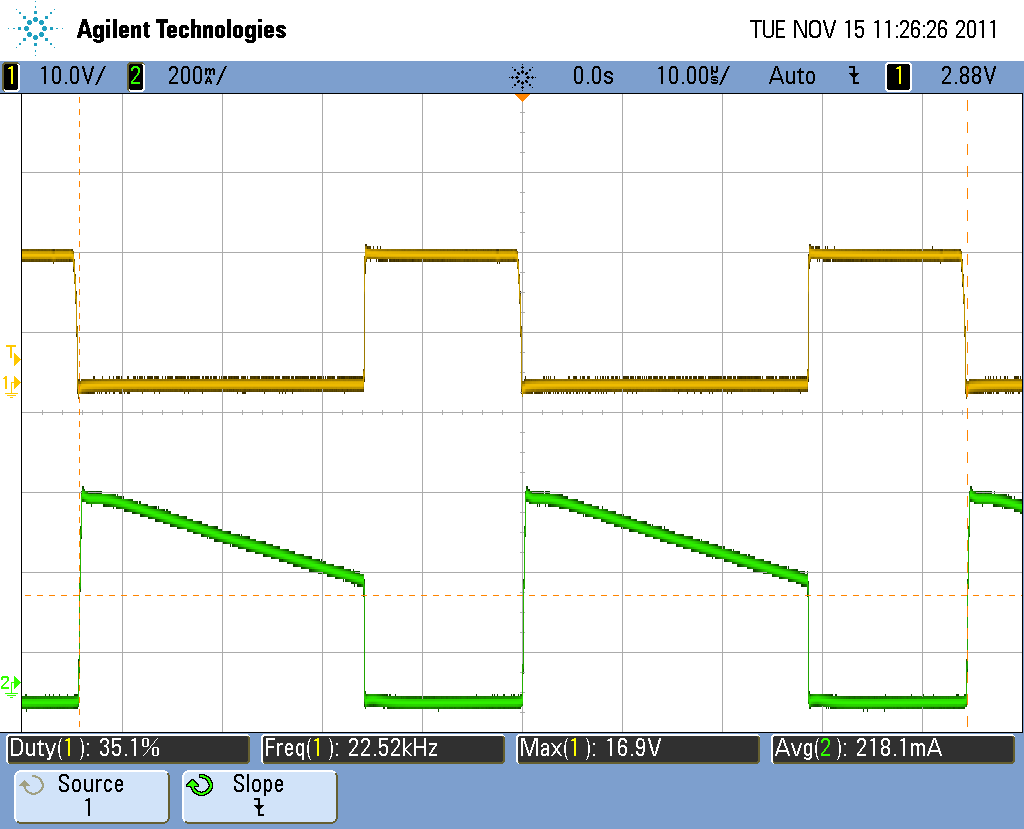 Agilent Technologies
TUE NOV 15 11:26:26 2011
1 10.0V/ 2 200mA/ 0.0s 10.00µs/ Auto 1 2.88V
T
1
2
Duty(1): 35.1% Freq(1): 22.52kHz Max(1): 16.9V Avg(2): 218.1mA
Source
1
Slope